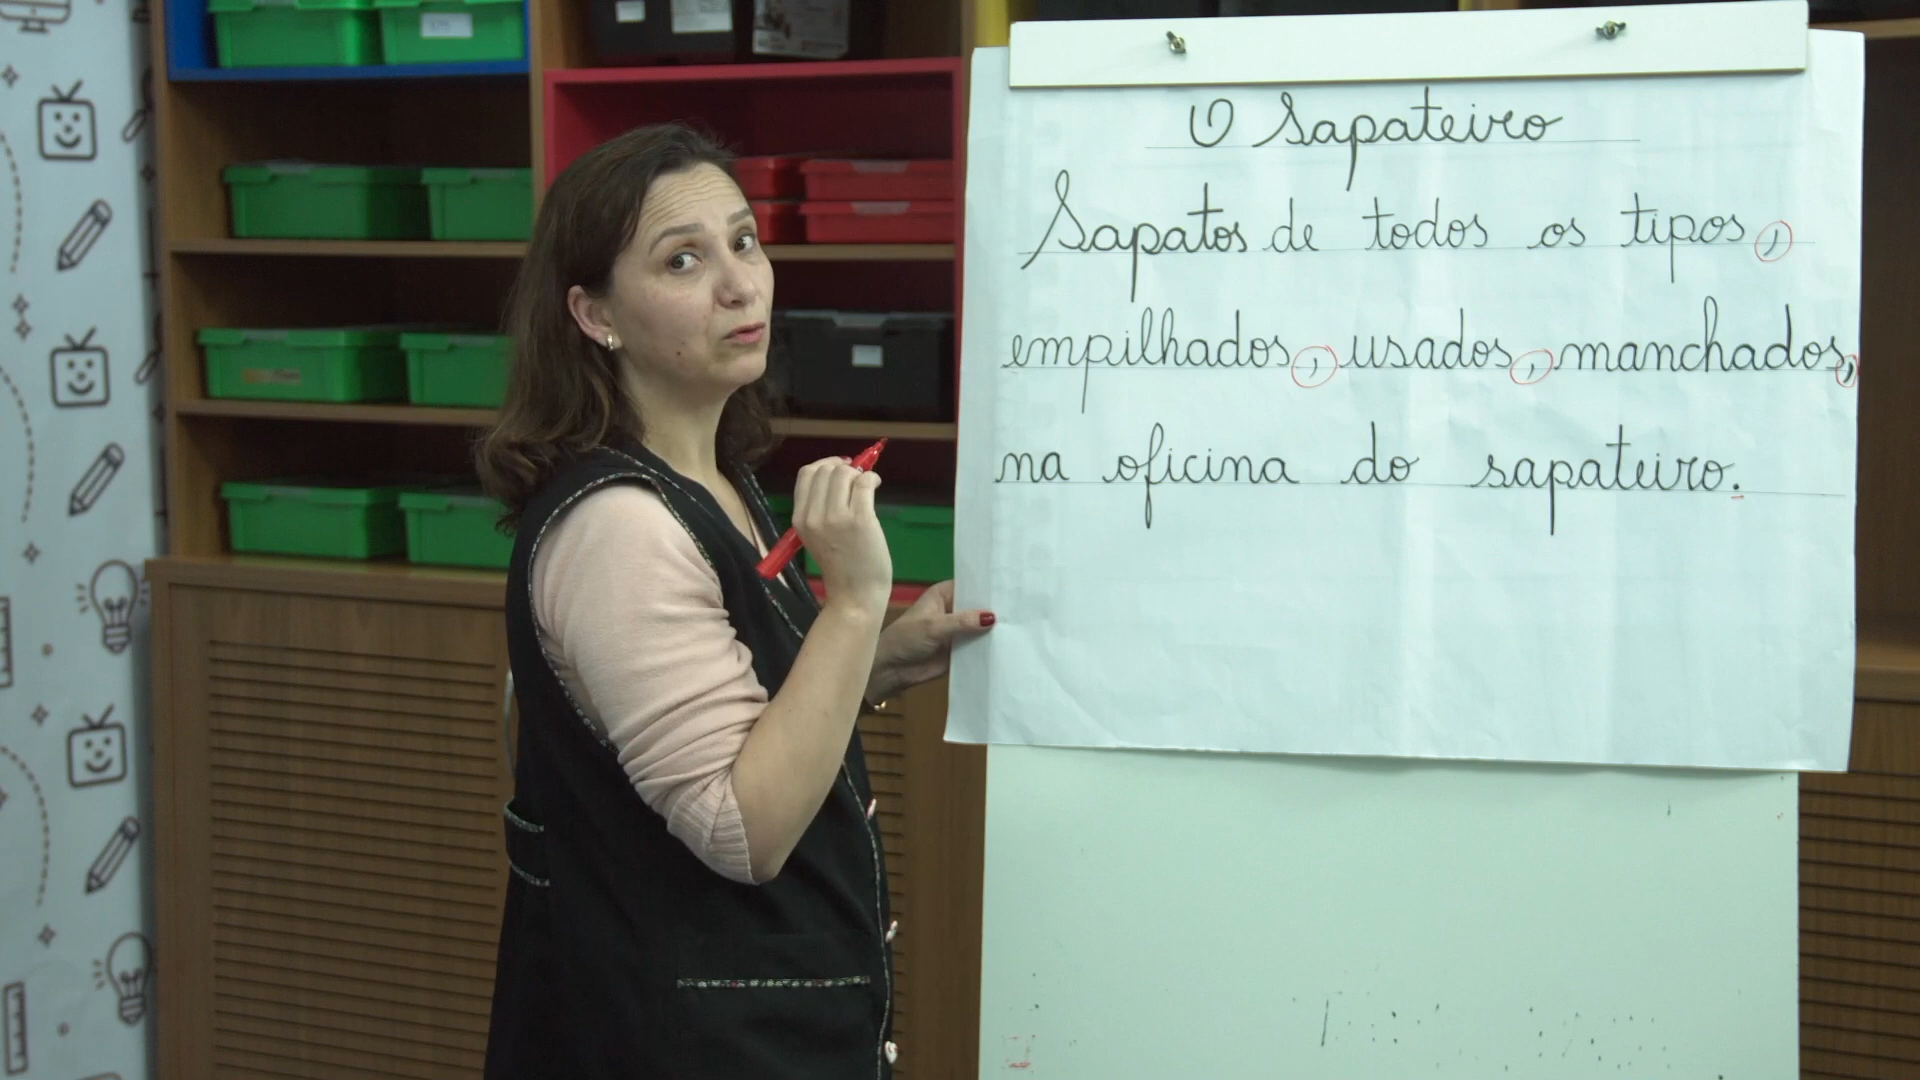 O Sapateiro
Sapatos de todos os tipos,
empilhados, usados, manchados,
na oficina do sapateiro.